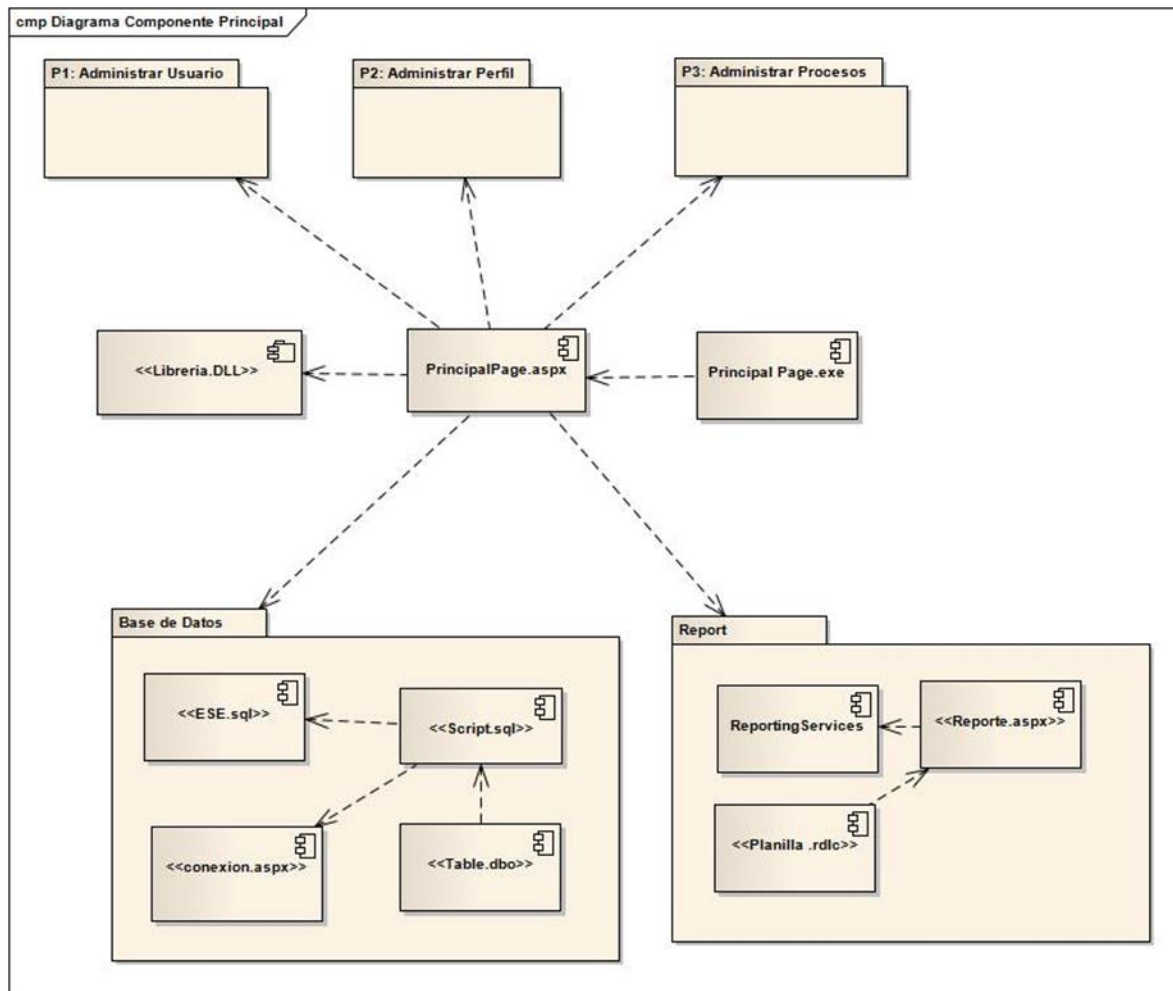 cmp Diagrama Componente Principal
P1: Administrar Usuario
P2: Administrar Perfil
P3: Administrar Procesos
<<Libreria.DLL>>
PrincipalPage.aspx
Principal Page.exe
Base de Datos
<<ESE.sql>>
<<Script.sql>>
<<conexion.aspx>>
<<Table.dbo>>
Report
ReportingServices
<<Reporte.aspx>>
<<Planilla .rdlc>>